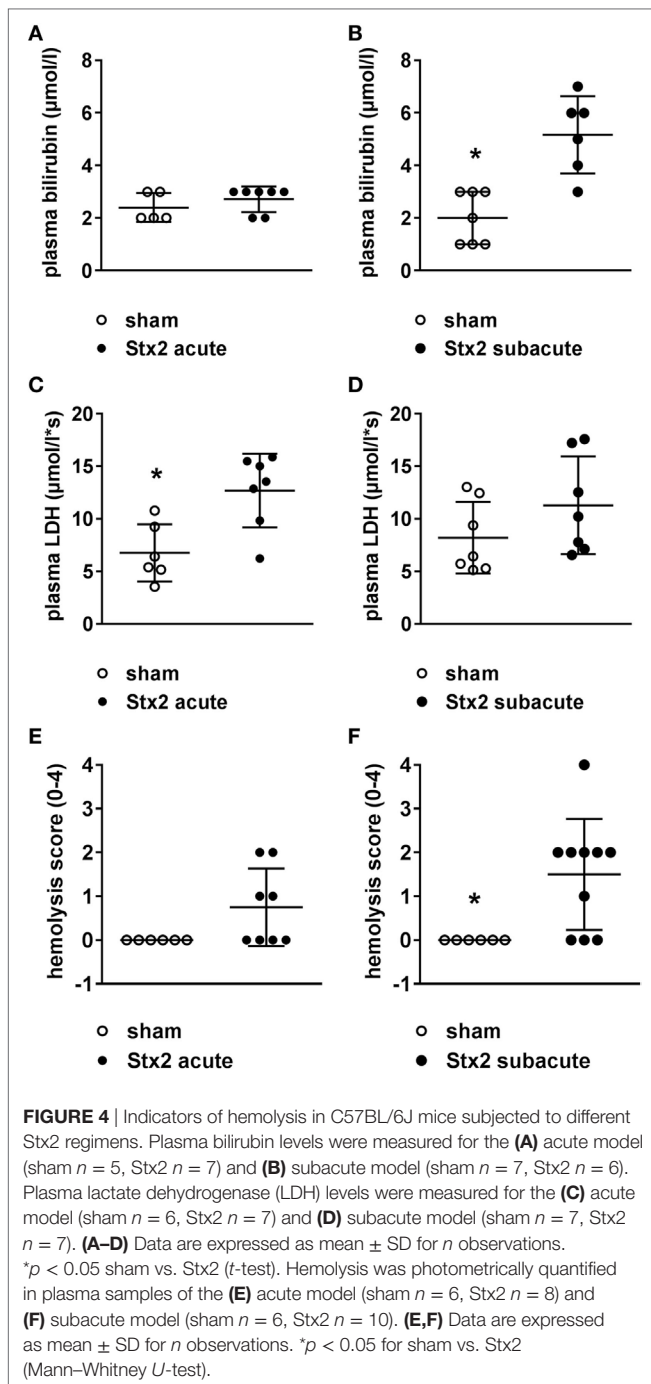 A
B
plasma bilirubin (µmol/l)
8
6
4
2
0
plasma bilirubin (µmol/l)
8
6
4
2
0
*
sham
Stx2 acute
sham
Stx2 subacute
C
D
plasma LDH (µmol/l*s)
20
15
10
5
0
*
plasma LDH (µmol/l*s)
20
15
10
5
0
sham
Stx2 acute
sham
Stx2 subacute
E
F
hemolysis score (0-4)
4
3
2
1
0
-1
hemolysis score (0-4)
4
3
2
1
0
-1
*
sham
Stx2 acute
sham
Stx2 subacute
FIGURE 4 | Indicators of hemolysis in C57BL/6J mice subjected to different
Stx2 regimens. Plasma bilirubin levels were measured for the (A) acute model
(sham n = 5, Stx2 n = 7) and (B) subacute model (sham n = 7, Stx2 n = 6).
Plasma lactate dehydrogenase (LDH) levels were measured for the (C) acute
model (sham n = 6, Stx2 n = 7) and (D) subacute model (sham n = 7, Stx2
n = 7). (A–D) Data are expressed as mean ± SD for n observations.
*p < 0.05 sham vs. Stx2 (t-test). Hemolysis was photometrically quantified
in plasma samples of the (E) acute model (sham n = 6, Stx2 n = 8) and
(F) subacute model (sham n = 6, Stx2 n = 10). (E,F) Data are expressed
as mean ± SD for n observations. *p < 0.05 for sham vs. Stx2
(Mann–Whitney U-test).